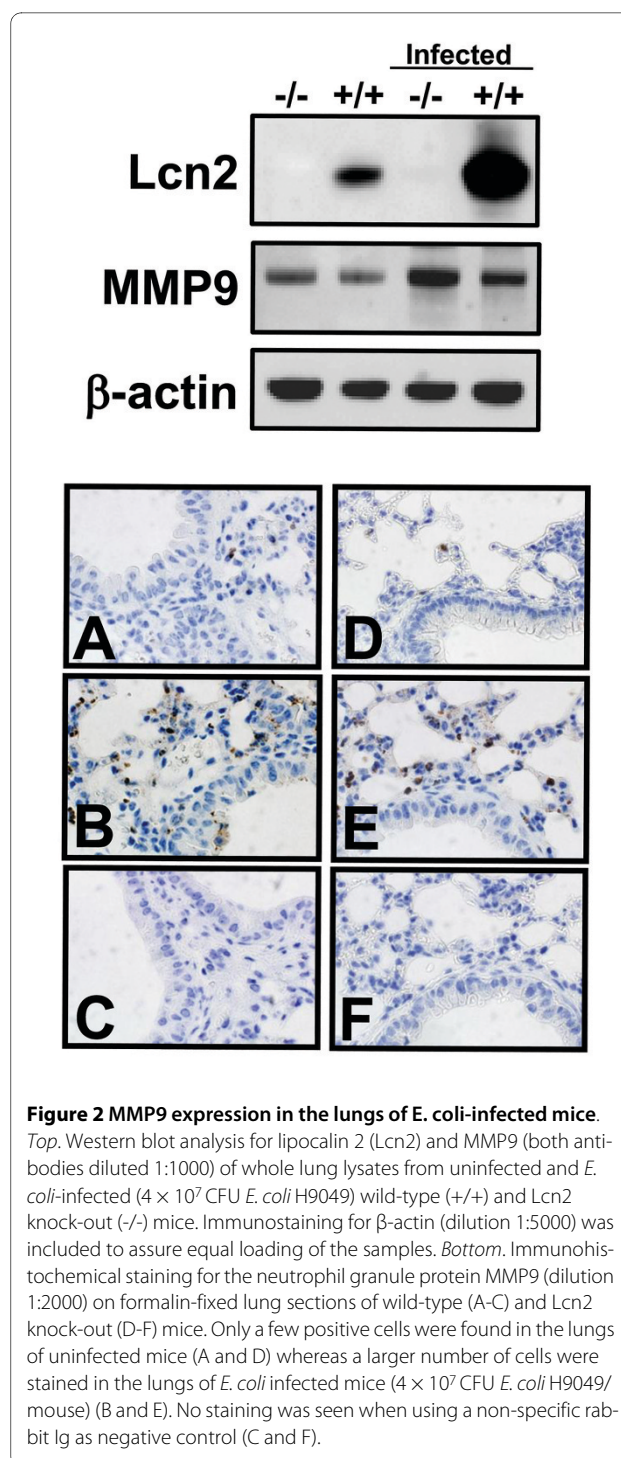 Infected
-/- +/+ -/- +/+
Lcn2
MMP9
β-actin
A
D
B
E
C
F
Figure 2 MMP9 expression in the lungs of E. coli-infected mice.
Top. Western blot analysis for lipocalin 2 (Lcn2) and MMP9 (both anti-
bodies diluted 1:1000) of whole lung lysates from uninfected and E.
coli-infected (4 × 10⁷ CFU E. coli H9049) wild-type (+/+) and Lcn2
knock-out (-/-) mice. Immunostaining for β-actin (dilution 1:5000) was
included to assure equal loading of the samples. Bottom. Immunohis-
tochemical staining for the neutrophil granule protein MMP9 (dilution
1:2000) on formalin-fixed lung sections of wild-type (A-C) and Lcn2
knock-out (D-F) mice. Only a few positive cells were found in the lungs
of uninfected mice (A and D) whereas a larger number of cells were
stained in the lungs of E. coli infected mice (4 × 10⁷ CFU E. coli H9049/
mouse) (B and E). No staining was seen when using a non-specific rab-
bit Ig as negative control (C and F).